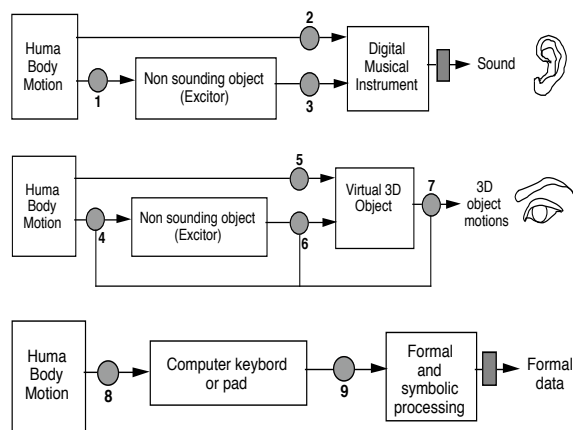 Huma
Body
Motion
1
Non sounding object
(Excitor)
2
3
Digital
Musical
Instrument
Sound
Huma
Body
Motion
4
Non sounding object
(Excitor)
5
6
Virtual 3D
Object
7
3D
object
motions
Huma
Body
Motion
8
Computer keybord
or pad
9
Formal
and
symbolic
processing
Formal
data